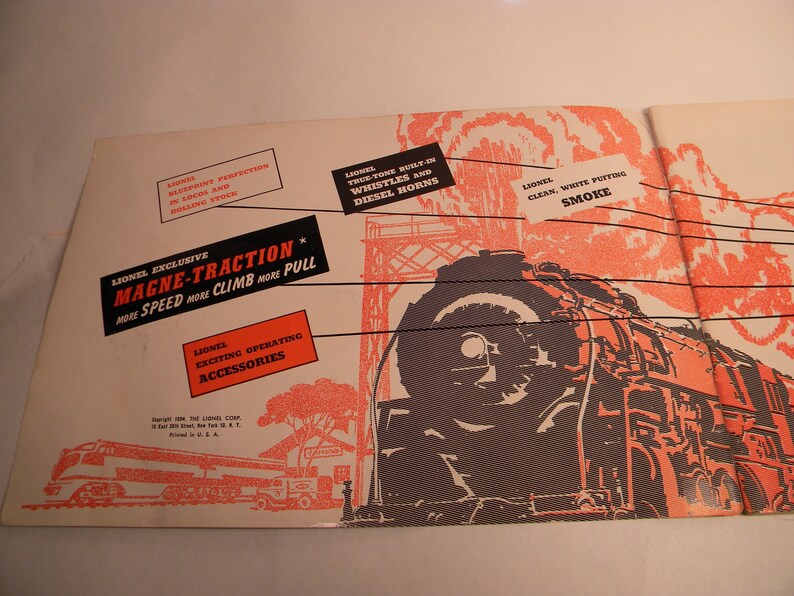 LIONEL
BLUEPRINT PERFECTION
IN LOCOS AND
ROLLING STOCK
LIONEL
TRUE-TONE BUILT-IN
WHISTLES AND
DIESEL HORNS
LIONEL
CLEAN, WHITE PUFFING
SMOKE
LIONEL EXCLUSIVE
MAGNE-TRACTION*
MORE SPEED MORE CLIMB MORE PULL
LIONEL
EXCITING OPERATING
ACCESSORIES
Copyright 1954, THE LIONEL CORP.
15 East 26th Street, New York 10, N. Y.
Printed in U. S. A.